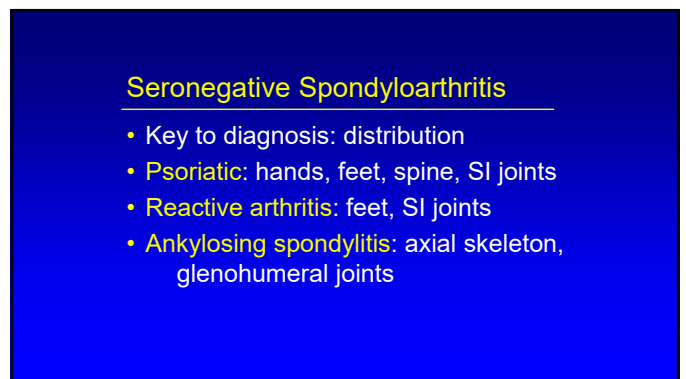 Seronegative Spondyloarthritis
• Key to diagnosis: distribution
• Psoriatic: hands, feet, spine, SI joints
• Reactive arthritis: feet, SI joints
• Ankylosing spondylitis: axial skeleton,
glenohumeral joints